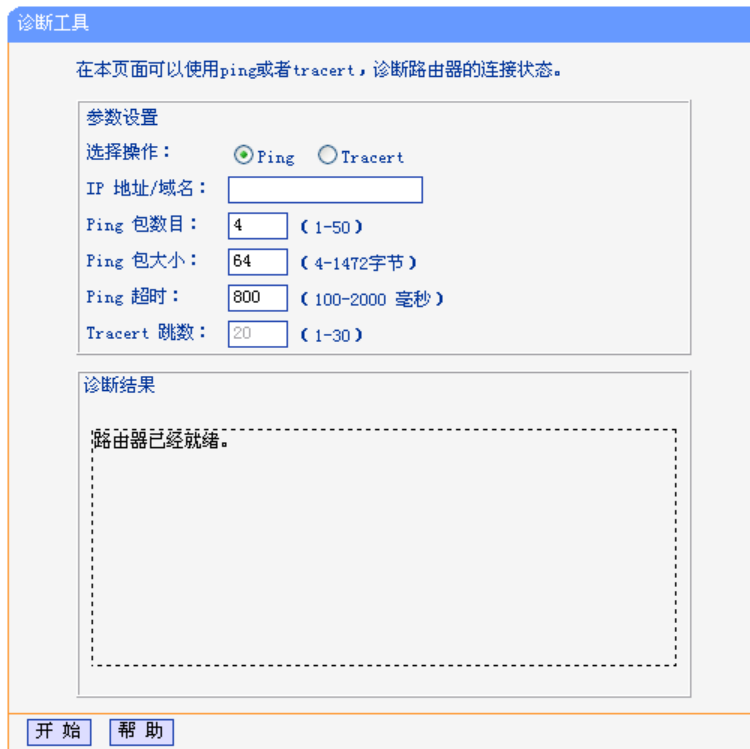 诊断工具
在本页面可以使用ping或者tracert，诊断路由器的连接状态。
参数设置
选择操作： Ping Tracert
IP 地址/域名：
Ping 包数目： 4 （1-50）
Ping 包大小： 64 （4-1472字节）
Ping 超时： 800 （100-2000 毫秒）
Tracert 跳数： 20 （1-30）
诊断结果
路由器已经就绪。
开 始 帮 助